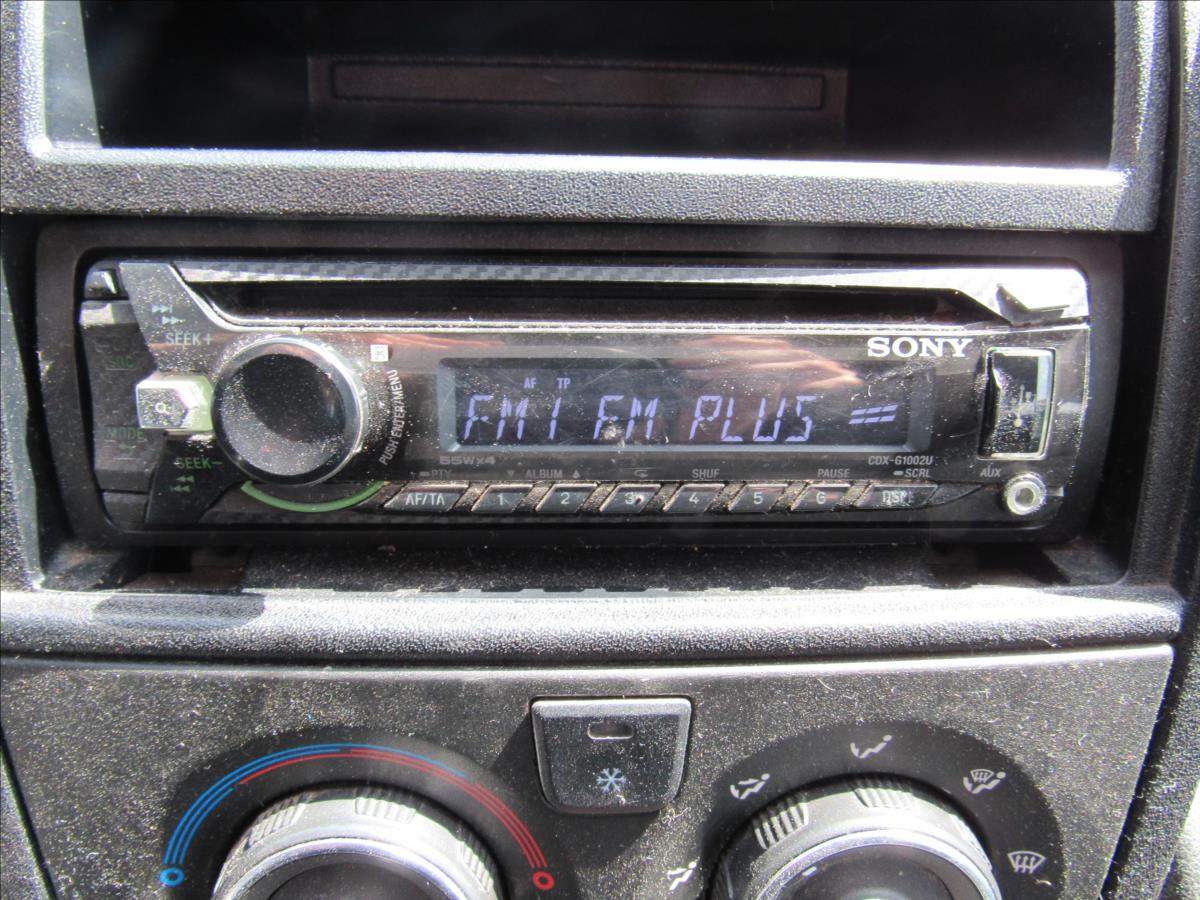 SEEK+
SONY
AF TP
FM1 FM PLUS
PUSH ENTER/MENU
MODE
SEEK-
55W×4
CDX-G1002U
PTY
ALBUM
SHUF
PAUSE
SCRL
AUX
AF/TA
1
2
3
4
5
6
DSPL